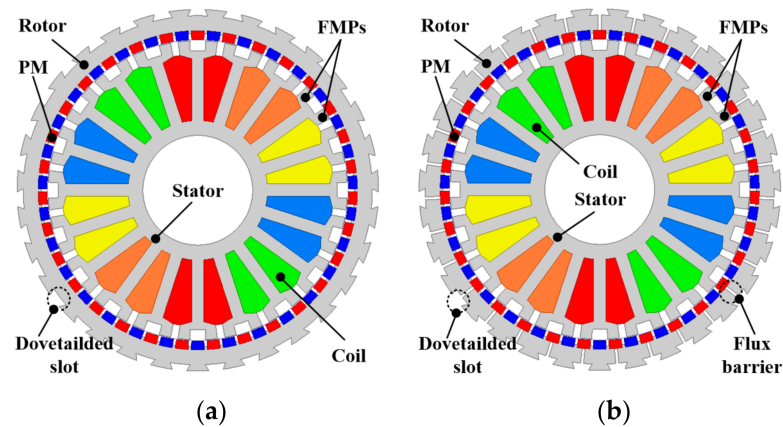 Rotor
FMPs
PM
Stator
Dovetailded
slot
Coil
(a)
Rotor
FMPs
PM
Coil
Stator
Dovetailded
slot
Flux
barrier
(b)